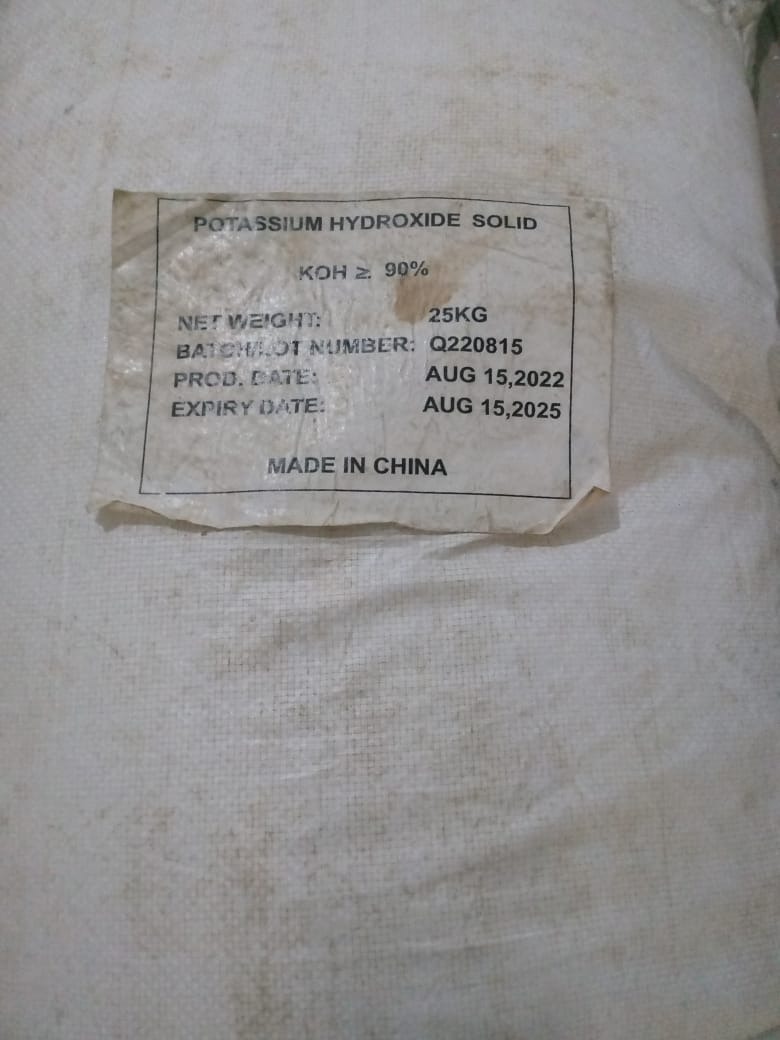 POTASSIUM HYDROXIDE SOLID
KOH ≥ 90%
NET WEIGHT: 25KG
BATCH/LOT NUMBER: Q220815
PROD. DATE: AUG 15,2022
EXPIRY DATE: AUG 15,2025
MADE IN CHINA